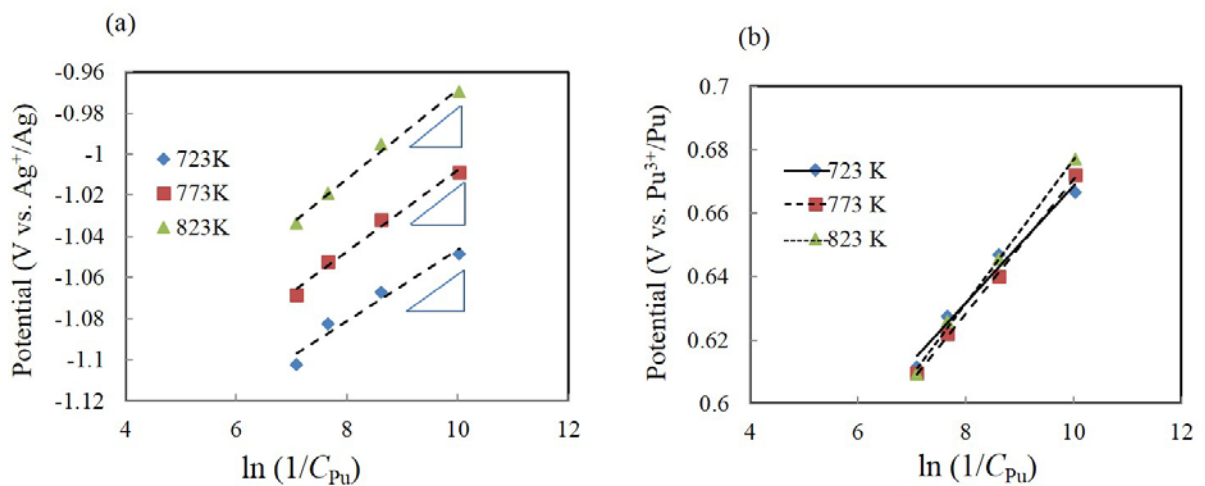 (a)
-0.96
-0.98
-1
-1.02
-1.04
-1.06
-1.08
-1.1
-1.12
Potential (V vs. Ag⁺/Ag)
723K
773K
823K
4 6 8 10 12
ln (1/C_Pu)
(b)
0.7
0.68
0.66
0.64
0.62
0.6
Potential (V vs. Pu³⁺/Pu)
723 K
773 K
823 K
4 6 8 10 12
ln (1/C_Pu)